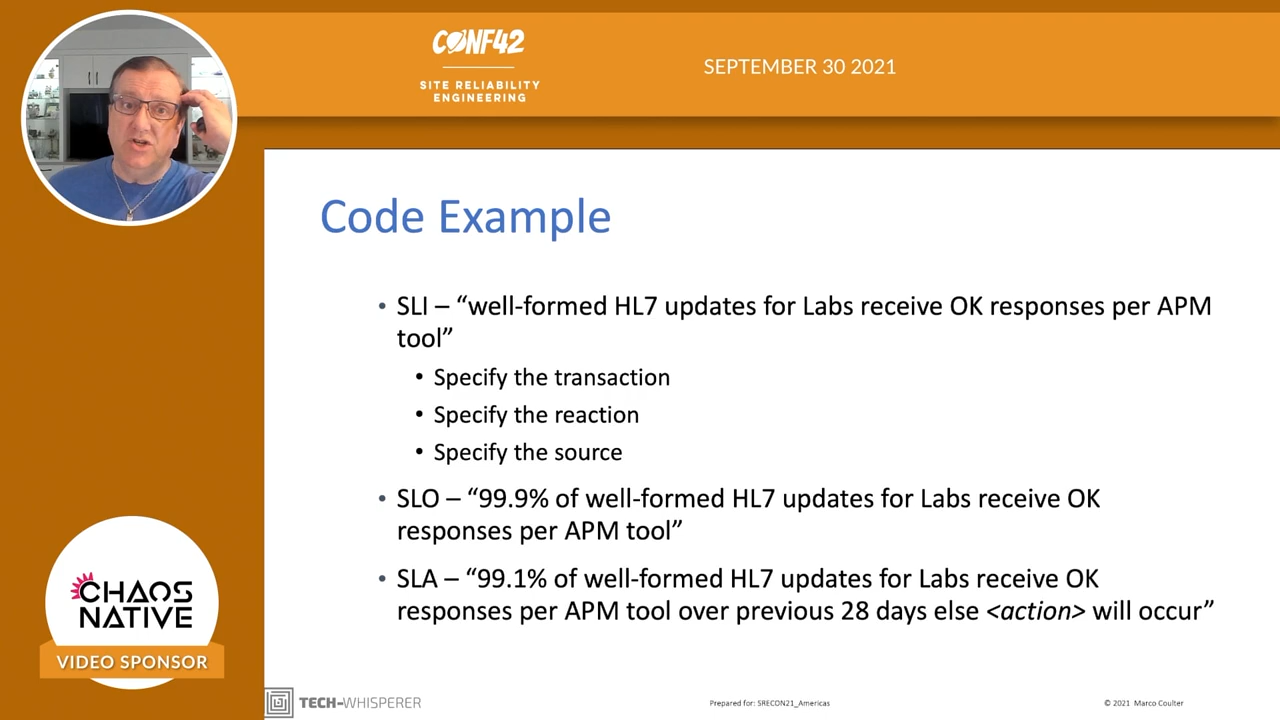 CONF42
SITE RELIABILITY
ENGINEERING
SEPTEMBER 30 2021
Code Example
• SLI – “well-formed HL7 updates for Labs receive OK responses per APM
tool”
• Specify the transaction
• Specify the reaction
• Specify the source
• SLO – “99.9% of well-formed HL7 updates for Labs receive OK
responses per APM tool”
• SLA – “99.1% of well-formed HL7 updates for Labs receive OK
responses per APM tool over previous 28 days else <action> will occur”
CHAOS
NATIVE
VIDEO SPONSOR
TECH-WHISPERER
Prepared for: SRECON21_Americas
© 2021 Marco Coulter